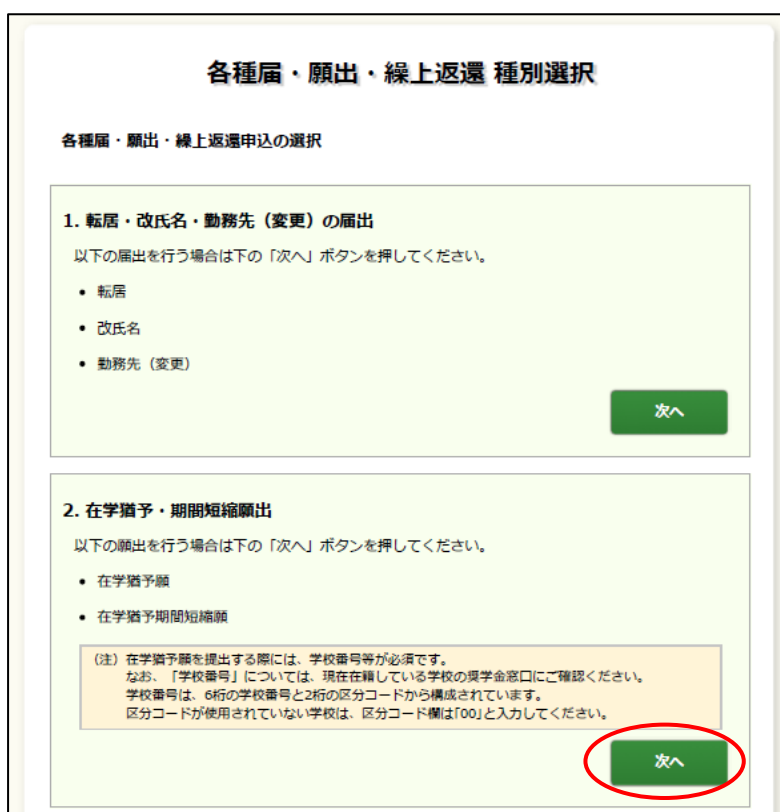 各種届・願出・繰上返還 種別選択
各種届・願出・繰上返還申込の選択
1. 転居・改氏名・勤務先（変更）の届出
以下の届出を行う場合は下の「次へ」ボタンを押してください。
• 転居
• 改氏名
• 勤務先（変更）
次へ
2. 在学猶予・期間短縮願出
以下の願出を行う場合は下の「次へ」ボタンを押してください。
• 在学猶予願
• 在学猶予期間短縮願
（注）在学猶予願を提出する際には、学校番号等が必須です。
なお、「学校番号」については、現在在籍している学校の奨学金窓口にご確認ください。
学校番号は、6桁の学校番号と2桁の区分コードから構成されています。
区分コードが使用されていない学校は、区分コード欄は「00」と入力してください。
次へ